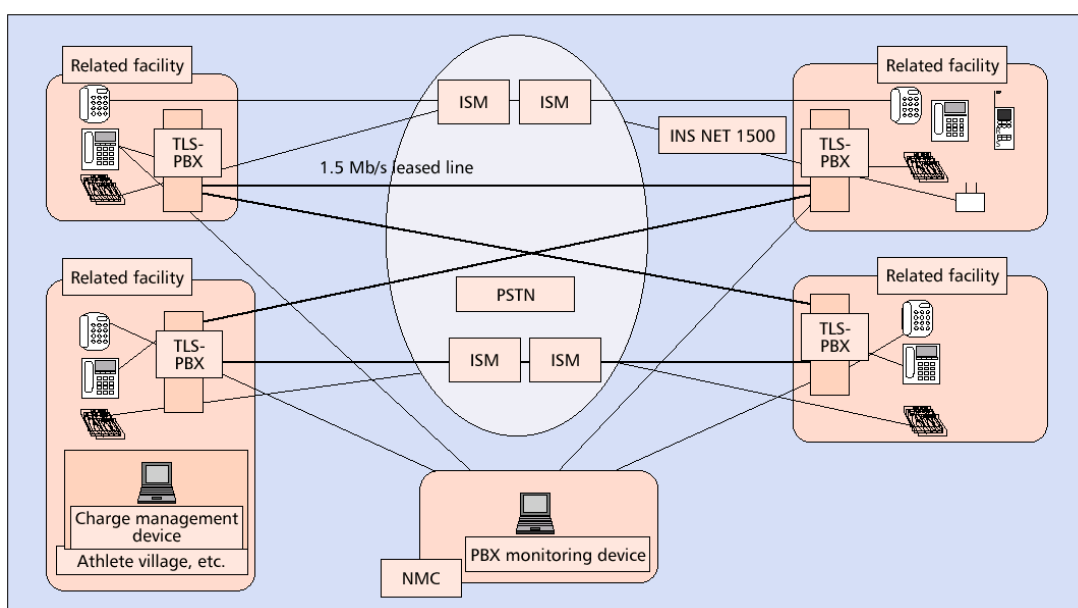 Related facility
Related facility
ISM
ISM
TLS-
PBX
INS NET 1500
TLS-
PBX
1.5 Mb/s leased line
Related facility
Related facility
PSTN
TLS-
PBX
TLS-
PBX
ISM
ISM
Charge management
device
Athlete village, etc.
PBX monitoring device
NMC